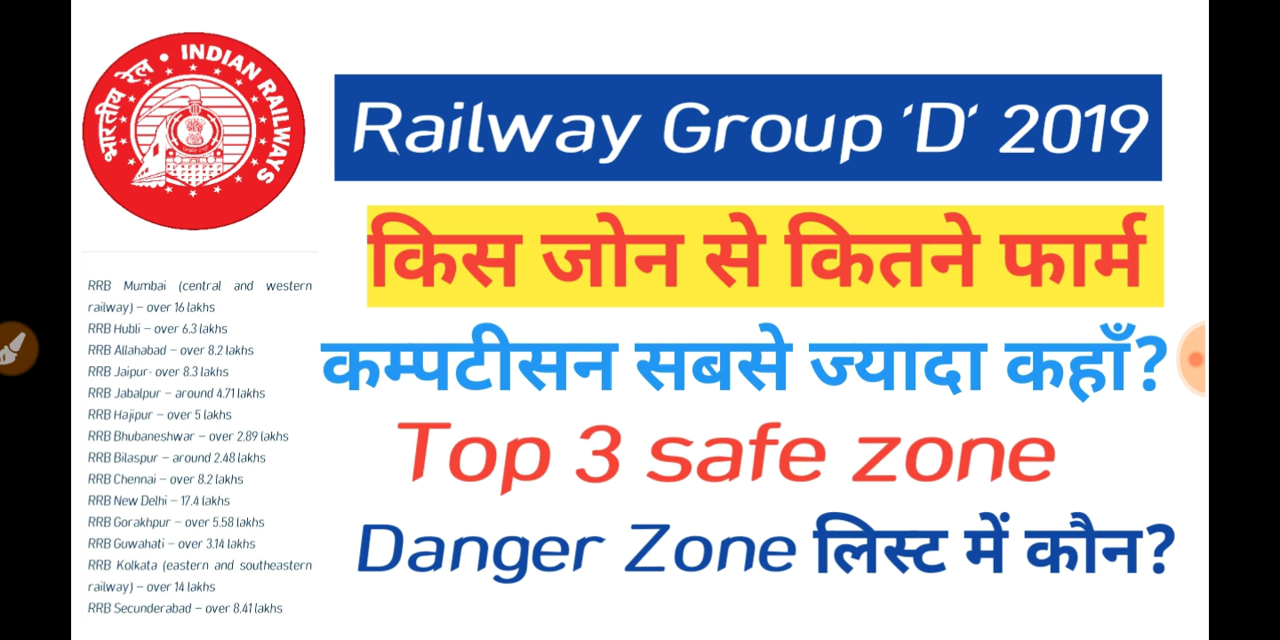 भारतीय रेल • INDIAN RAILWAYS
Railway Group 'D' 2019
किस जोन से कितने फार्म
कम्पटीसन सबसे ज्यादा कहाँ?
Top 3 safe zone
Danger Zone लिस्ट में कौन?
RRB Mumbai (central and western
railway) – over 16 lakhs
RRB Hubli – over 6.3 lakhs
RRB Allahabad – over 8.2 lakhs
RRB Jaipur- over 8.3 lakhs
RRB Jabalpur – around 4.71 lakhs
RRB Hajipur – over 5 lakhs
RRB Bhubaneshwar – over 2.89 lakhs
RRB Bilaspur – around 2.48 lakhs
RRB Chennai – over 8.2 lakhs
RRB New Delhi – 17.4 lakhs
RRB Gorakhpur – over 5.58 lakhs
RRB Guwahati – over 3.14 lakhs
RRB Kolkata (eastern and southeastern
railway) – over 14 lakhs
RRB Secunderabad – over 8.41 lakhs